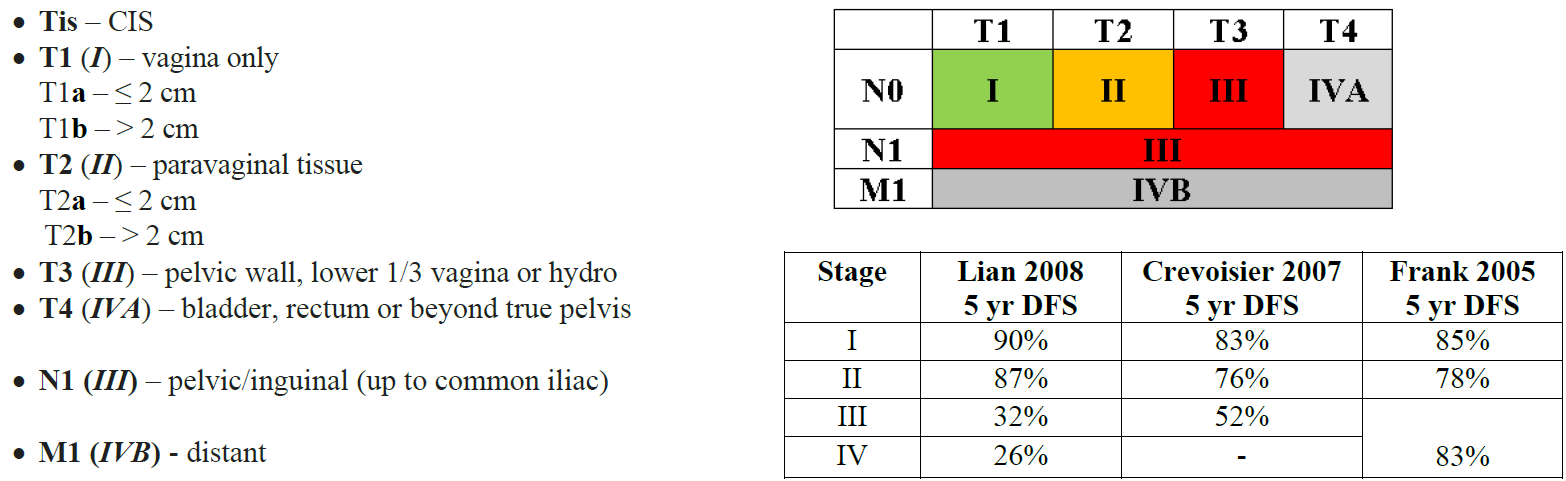 • Tis – CIS
• T1 (I) – vagina only
T1a – ≤ 2 cm
T1b – > 2 cm
• T2 (II) – paravaginal tissue
T2a – ≤ 2 cm
T2b – > 2 cm
• T3 (III) – pelvic wall, lower 1/3 vagina or hydro
• T4 (IVA) – bladder, rectum or beyond true pelvis
• N1 (III) – pelvic/inguinal (up to common iliac)
• M1 (IVB) - distant
T1 T2 T3 T4
N0 I II III IVA
N1 III
M1 IVB
Stage Lian 2008 Crevoisier 2007 Frank 2005
5 yr DFS 5 yr DFS 5 yr DFS
I 90% 83% 85%
II 87% 76% 78%
III 32% 52%
IV 26% - 83%